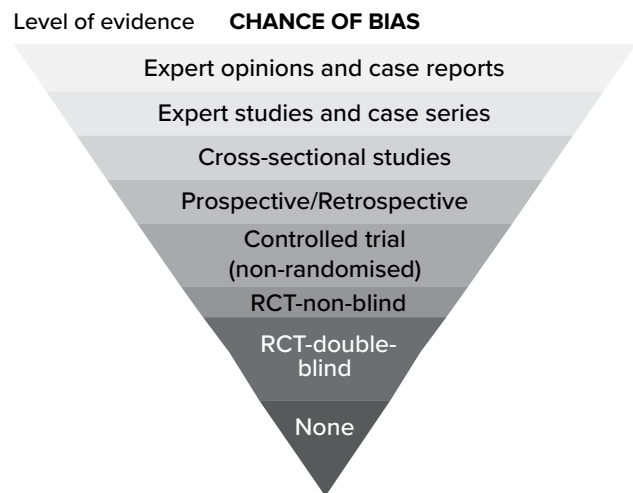 Level of evidence CHANCE OF BIAS
Expert opinions and case reports
Expert studies and case series
Cross-sectional studies
Prospective/Retrospective
Controlled trial
(non-randomised)
RCT-non-blind
RCT-double-
blind
None